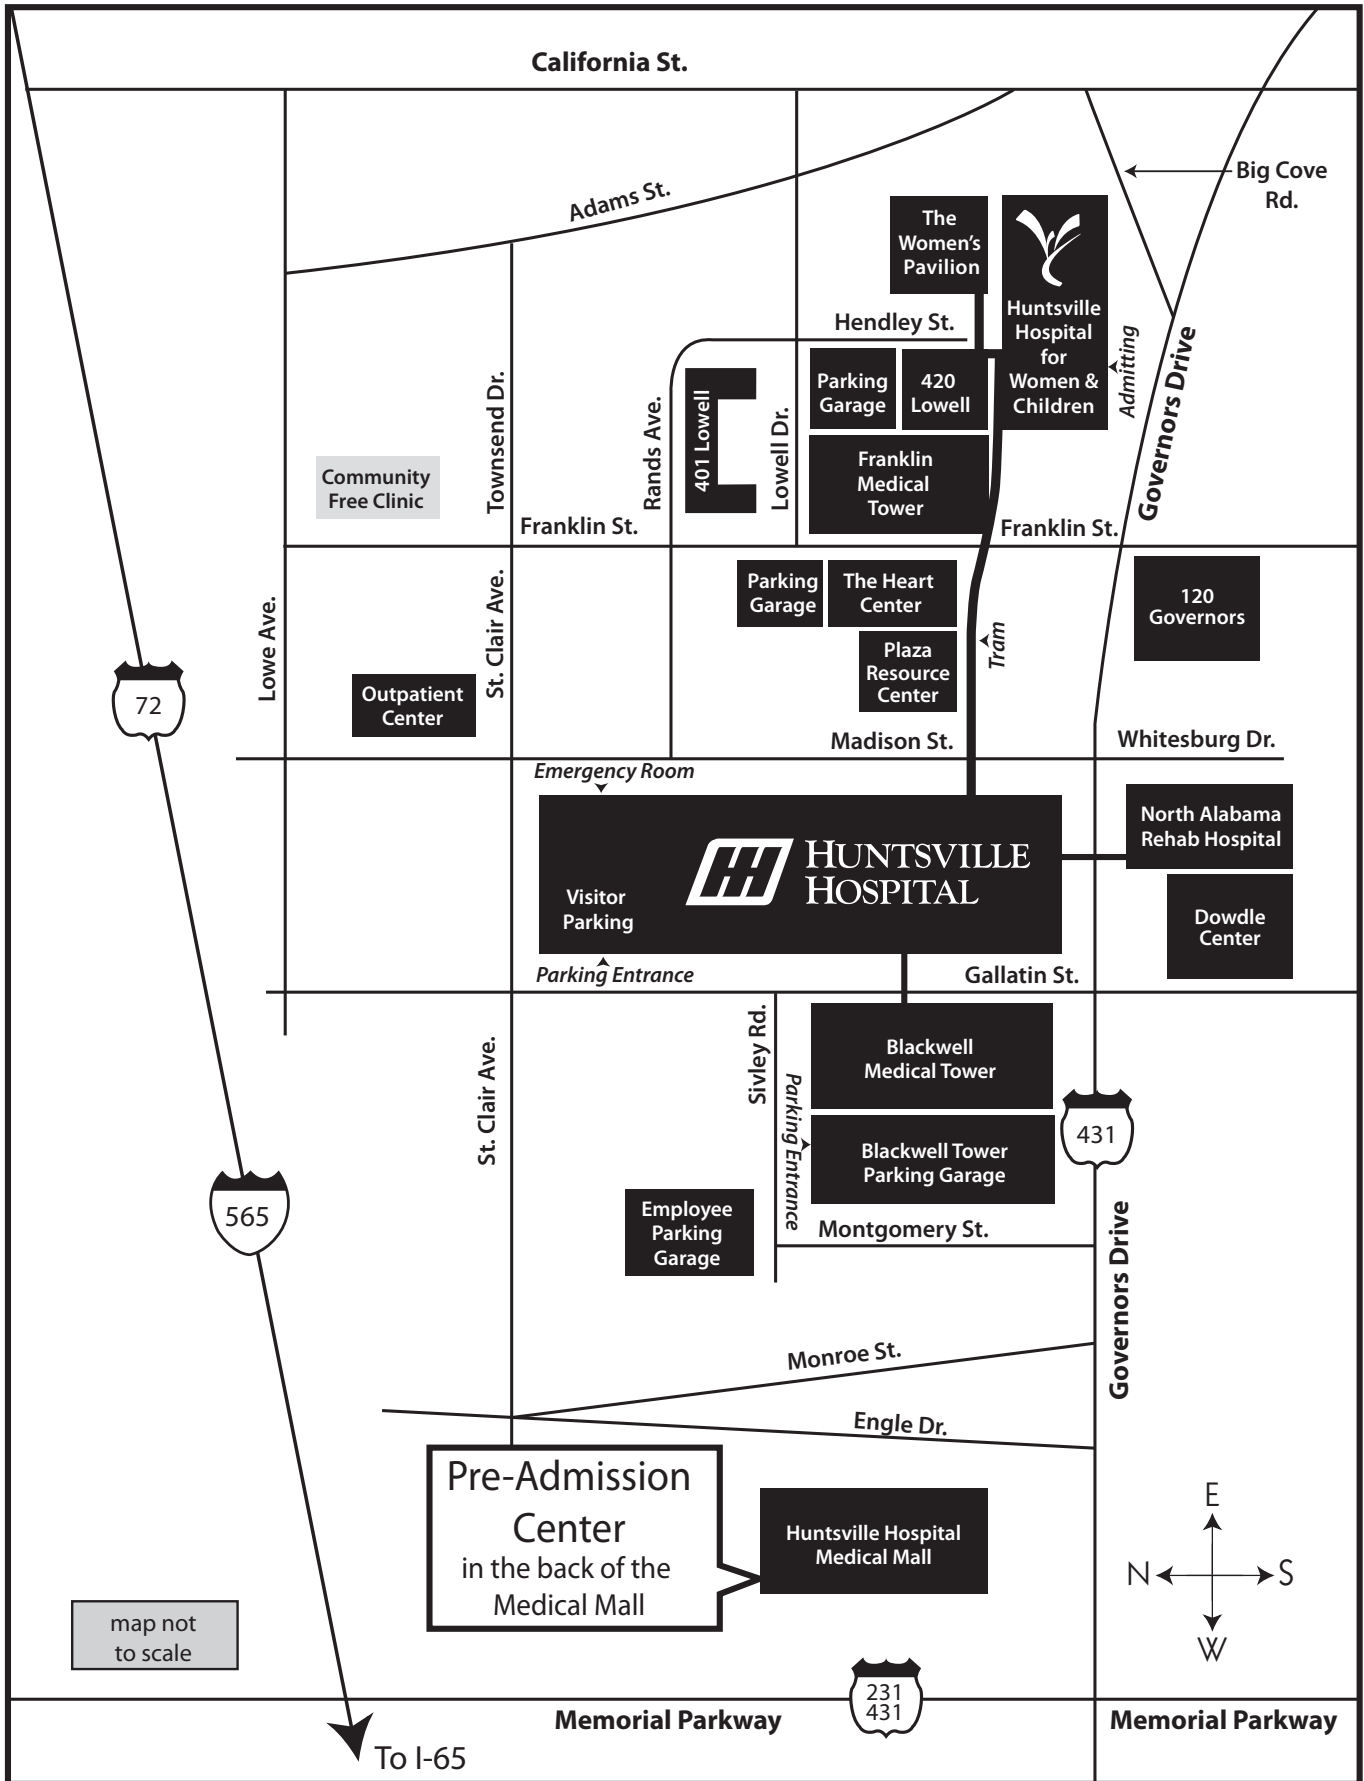 California St.
Big Cove
Rd.
Adams St.
The
Women's
Pavilion
Huntsville
Hospital
for
Women &
Children
Admitting
Hendley St.
Governors Drive
Parking
Garage
420
Lowell
Townsend Dr.
Rands Ave.
401 Lowell
Lowell Dr.
Franklin
Medical
Tower
Community
Free Clinic
Franklin St.
Franklin St.
Parking
Garage
The Heart
Center
120
Governors
Lowe Ave.
St. Clair Ave.
Plaza
Resource
Center
Tram
72
Outpatient
Center
Madison St.
Whitesburg Dr.
Emergency Room
North Alabama
Rehab Hospital
HUNTSVILLE
HOSPITAL
Visitor
Parking
Dowdle
Center
Parking Entrance
Gallatin St.
St. Clair Ave.
Sivley Rd.
Blackwell
Medical Tower
Parking Entrance
431
Blackwell Tower
Parking Garage
565
Employee
Parking
Garage
Montgomery St.
Governors Drive
Monroe St.
Engle Dr.
Pre-Admission
Center
in the back of the
Medical Mall
Huntsville Hospital
Medical Mall
E
N
S
W
map not
to scale
231
431
Memorial Parkway
Memorial Parkway
To I-65